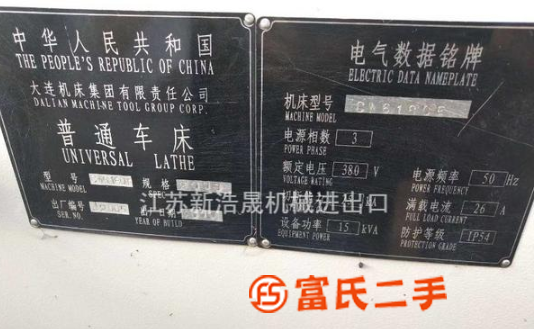 中华人民共和国
THE PEOPLE'S REPUBLIC OF CHINA
大连机床集团有限责任公司
DALIAN MACHINE TOOL GROUP CORP.
普通车床
UNIVERSAL LATHE
型号
MACHINE MODEL
规格
出厂编号
SER.NO.
YEAR OF BUILD
电气数据铭牌
ELECTRIC DATA NAMEPLATE
机床型号
MACHINE MODEL
电源相数 3
POWER PHASE
额定电压 380 V
VOLTAGE RATING
电源频率 50 Hz
POWER FREQUENCY
kA
满载电流 26 A
FULL LOAD CURRENT
设备功率 15 kVA
EQUIPMENT POWER
防护等级 IP54
PROTECTION GRADE
江苏新浩晟机械进出口
富氏二手